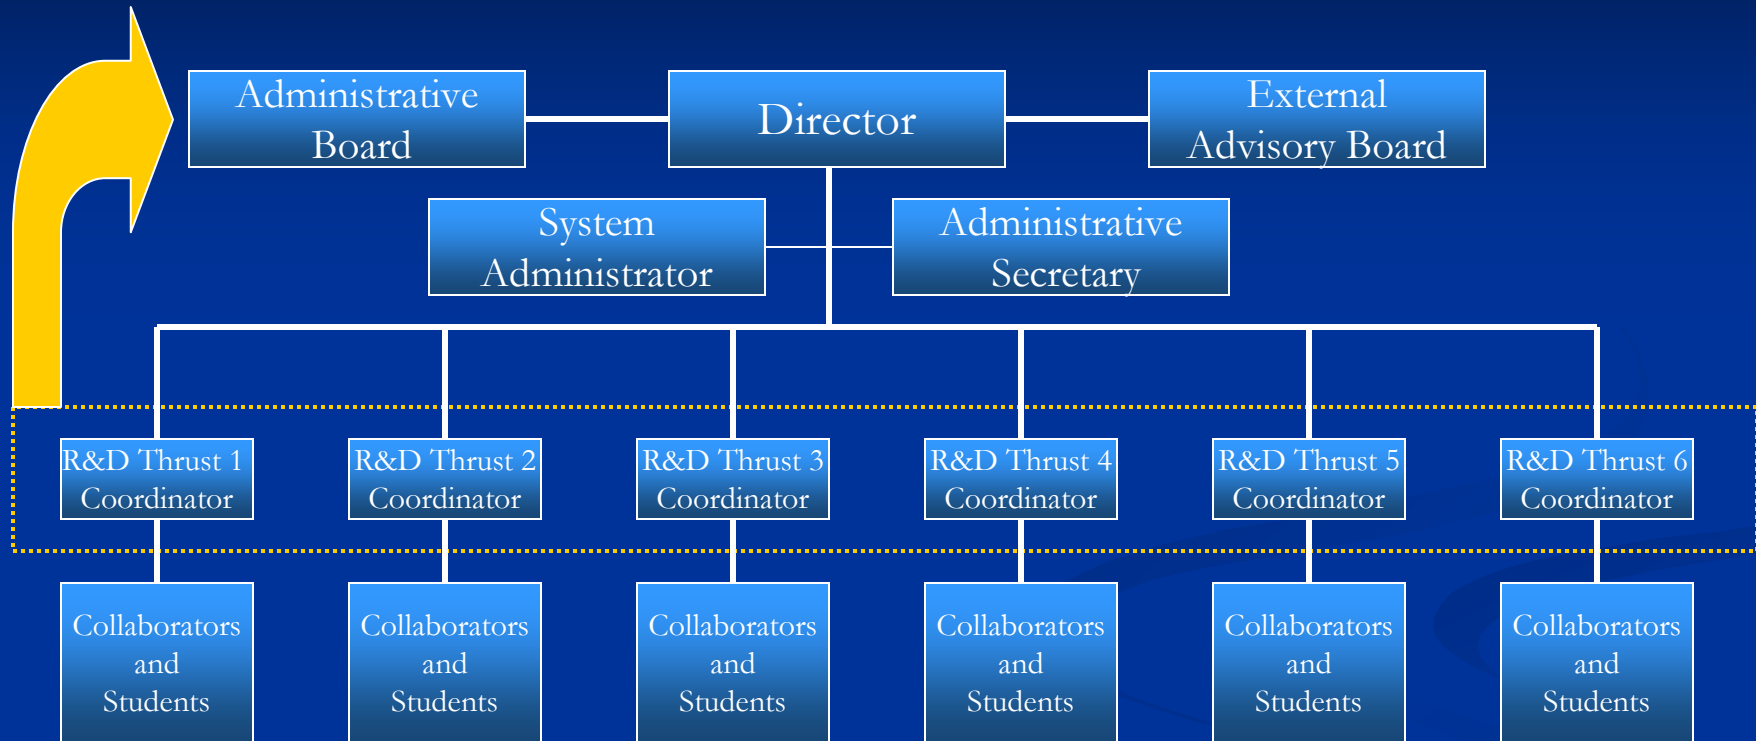 Administrative
Board
Director
External
Advisory Board
System
Administrator
Administrative
Secretary
R&D Thrust 1
Coordinator
R&D Thrust 2
Coordinator
R&D Thrust 3
Coordinator
R&D Thrust 4
Coordinator
R&D Thrust 5
Coordinator
R&D Thrust 6
Coordinator
Collaborators
and
Students
Collaborators
and
Students
Collaborators
and
Students
Collaborators
and
Students
Collaborators
and
Students
Collaborators
and
Students